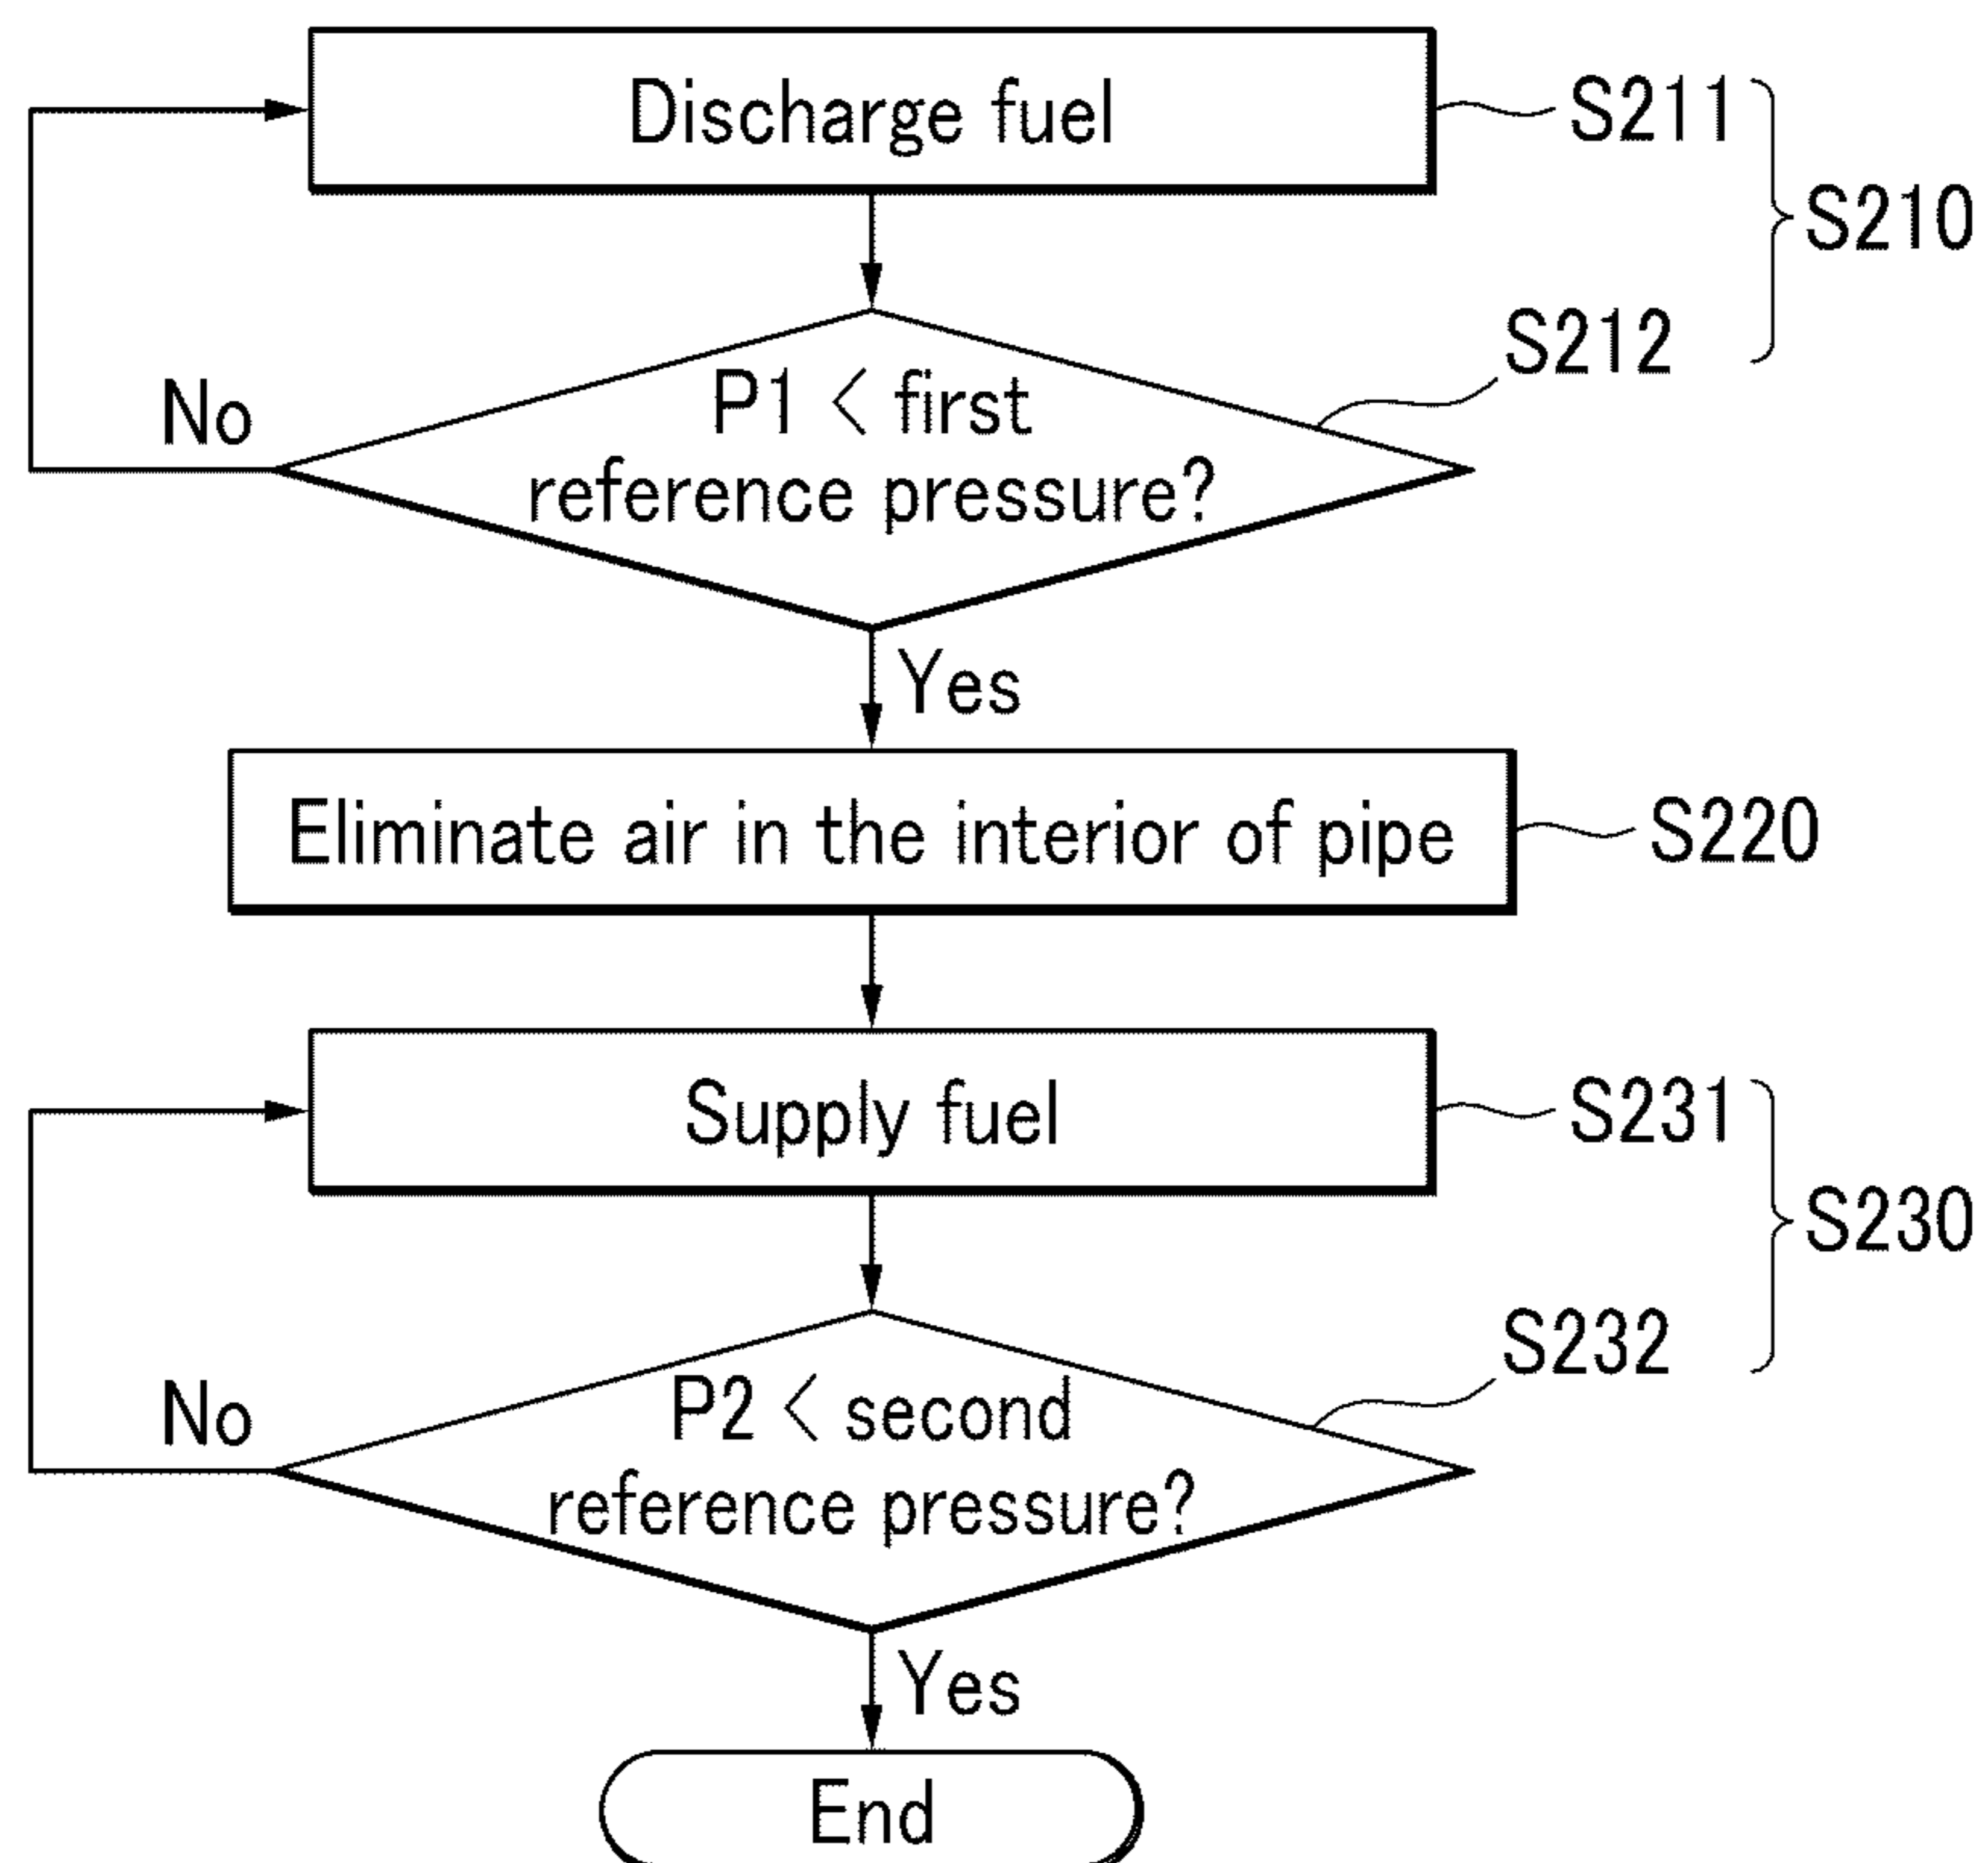 Discharge fuel
S211
S210
S212
P1 < first
reference pressure?
No
Yes
Eliminate air in the interior of pipe
S220
Supply fuel
S231
S230
S232
P2 < second
reference pressure?
No
Yes
End